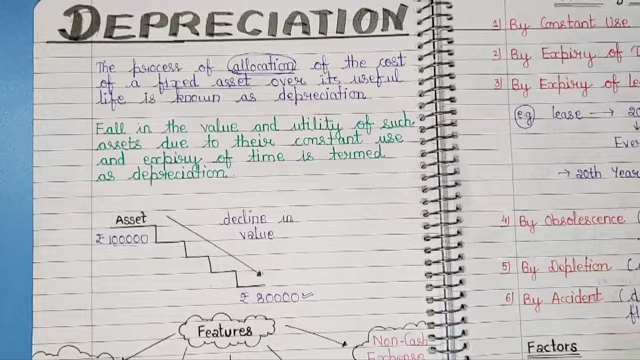 DEPRECIATION
The process of allocation of the cost
of a fixed asset over its useful
life is known as depreciation
Fall in the value and utility of such
assets due to their constant use
and expiry of time is termed
as depreciation.
Asset
₹100000
decline in
value
₹ 80000
Features
Non-Cash
Expense
1) By Constant Use
2) By Expiry of
3) By Expiry of
eg lease → 20
Ever
→ 20th Year
4) By Obsolescence
5) By Depletion
6) By Accident
Factors